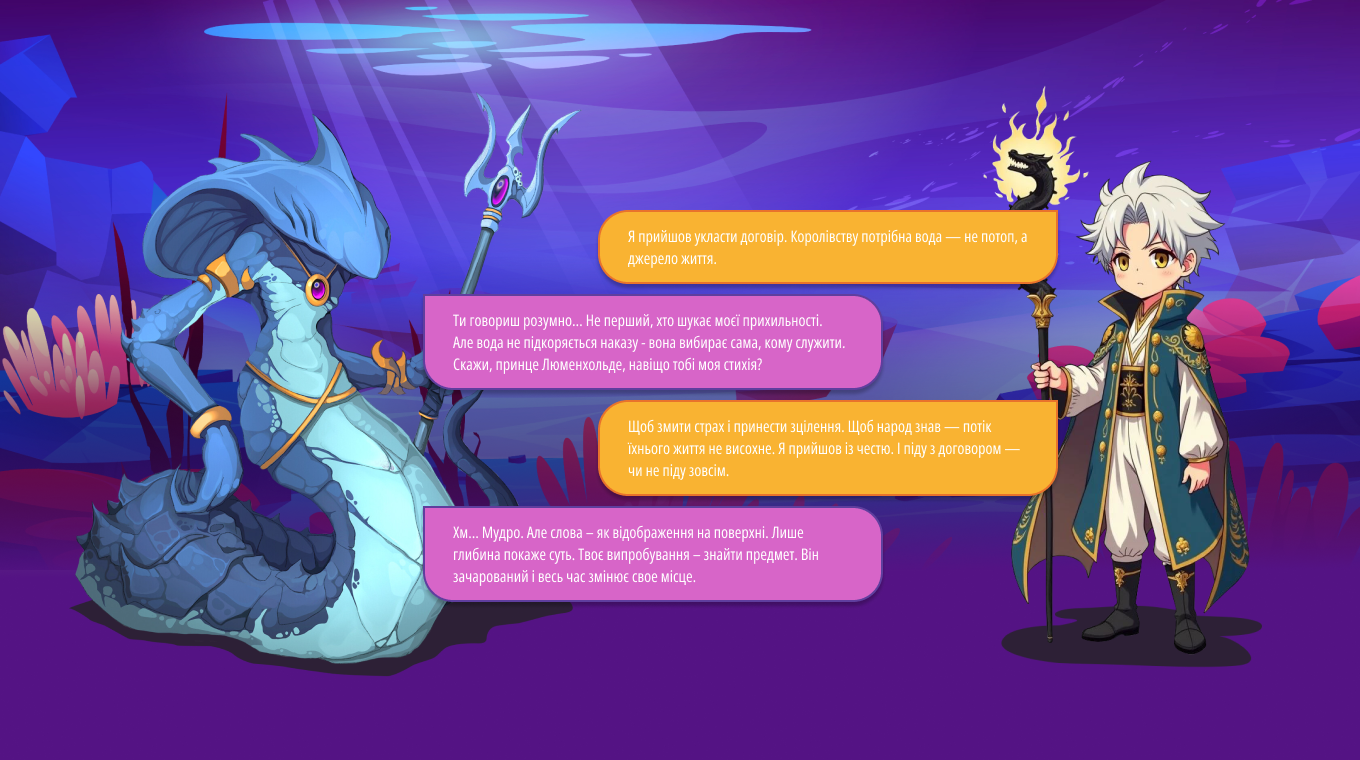 Я прийшов укласти договір. Королівству потрібна вода — не потоп, а
джерело життя.
Ти говориш розумно... Не перший, хто шукає моєї прихильності.
Але вода не підкоряється наказу - вона вибирає сама, кому служити.
Скажи, принце Люменхольде, навіщо тобі моя стихія?
Щоб змити страх і принести зцілення. Щоб народ знав — потік
їхнього життя не висохне. Я прийшов із честю. І піду з договором —
чи не піду зовсім.
Хм... Мудро. Але слова – як відображення на поверхні. Лише
глибина покаже суть. Твоє випробування – знайти предмет. Він
зачарований і весь час змінює своє місце.